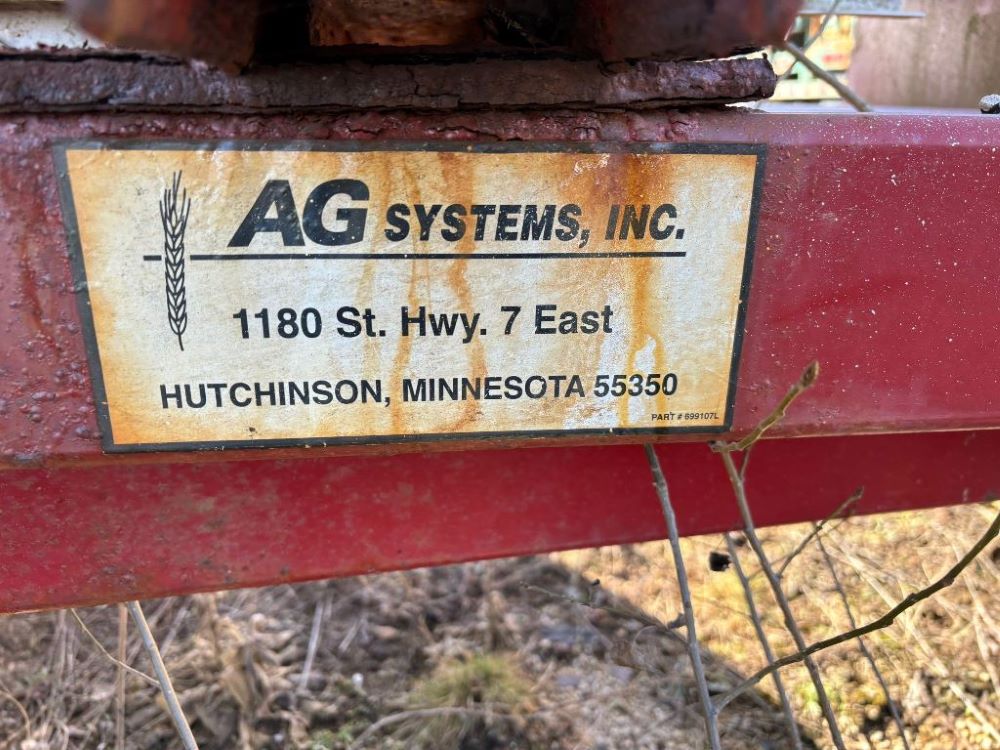 AG SYSTEMS, INC.
1180 St. Hwy. 7 East
HUTCHINSON, MINNESOTA 55350
PART # 699107L